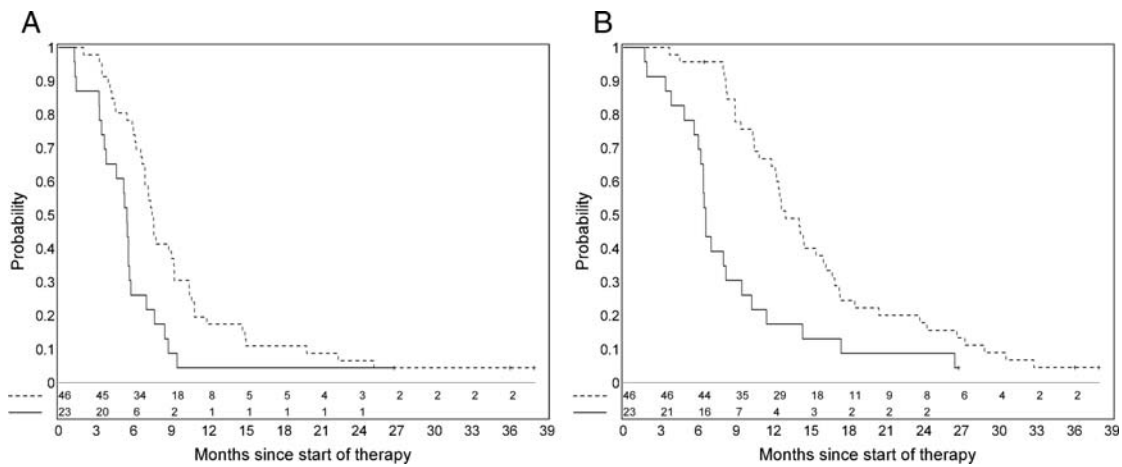 A
B
1
0.9
0.8
0.7
0.6
0.5
0.4
0.3
0.2
0.1
0
Probability
46 45 34 18 8 5 5 4 3 2 2 2 2
23 20 6 2 1 1 1 1 1
0 3 6 9 12 15 18 21 24 27 30 33 36 39
Months since start of therapy
1
0.9
0.8
0.7
0.6
0.5
0.4
0.3
0.2
0.1
0
Probability
46 46 44 35 29 18 11 9 8 6 4 2 2
23 21 16 7 4 3 2 2 2
0 3 6 9 12 15 18 21 24 27 30 33 36 39
Months since start of therapy